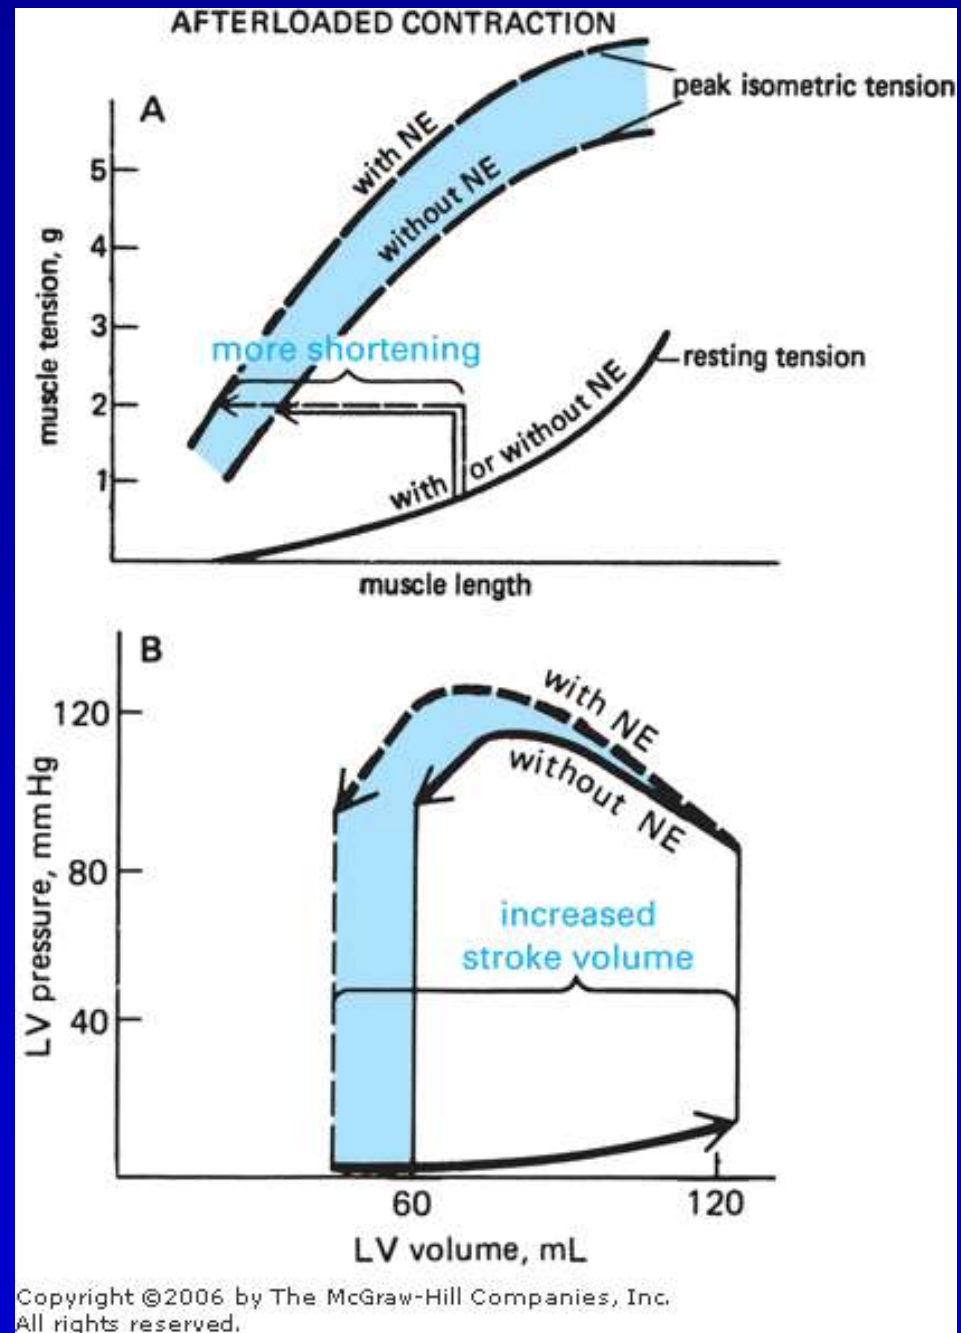 AFTERLOADED CONTRACTION
A
peak isometric tension
with NE
without NE
5
4
3
2
1
muscle tension, g
more shortening
resting tension
with or without NE
muscle length
B
with NE
without NE
120
80
40
LV pressure, mm Hg
increased
stroke volume
60
120
LV volume, mL
Copyright ©2006 by The McGraw-Hill Companies, Inc.
All rights reserved.